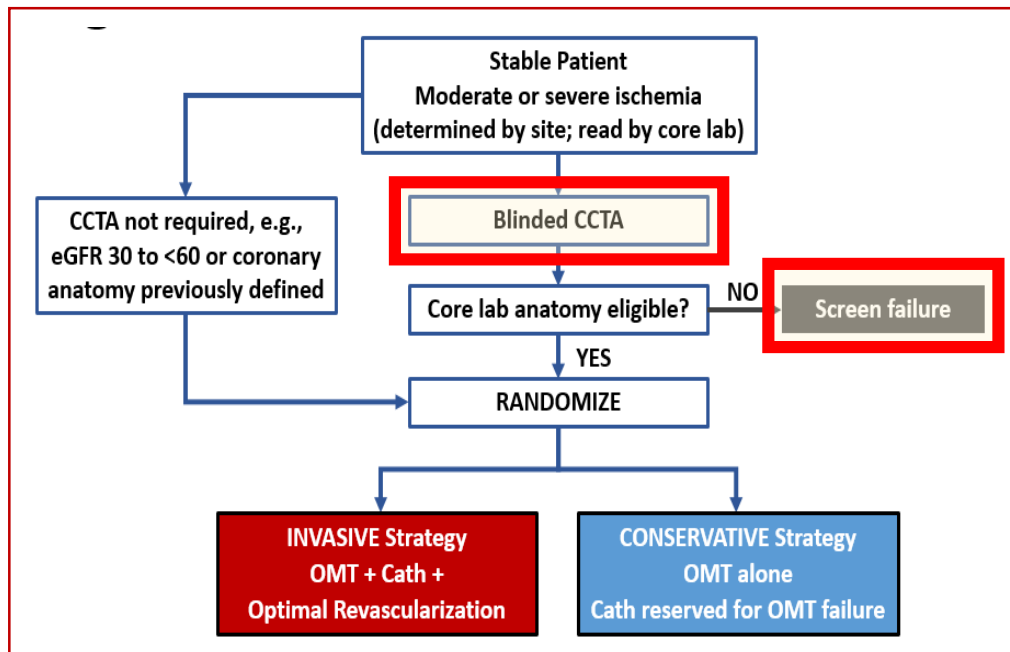 Stable Patient
Moderate or severe ischemia
(determined by site; read by core lab)
CCTA not required, e.g.,
eGFR 30 to <60 or coronary
anatomy previously defined
Blinded CCTA
Core lab anatomy eligible?
NO
Screen failure
YES
RANDOMIZE
INVASIVE Strategy
OMT + Cath +
Optimal Revascularization
CONSERVATIVE Strategy
OMT alone
Cath reserved for OMT failure